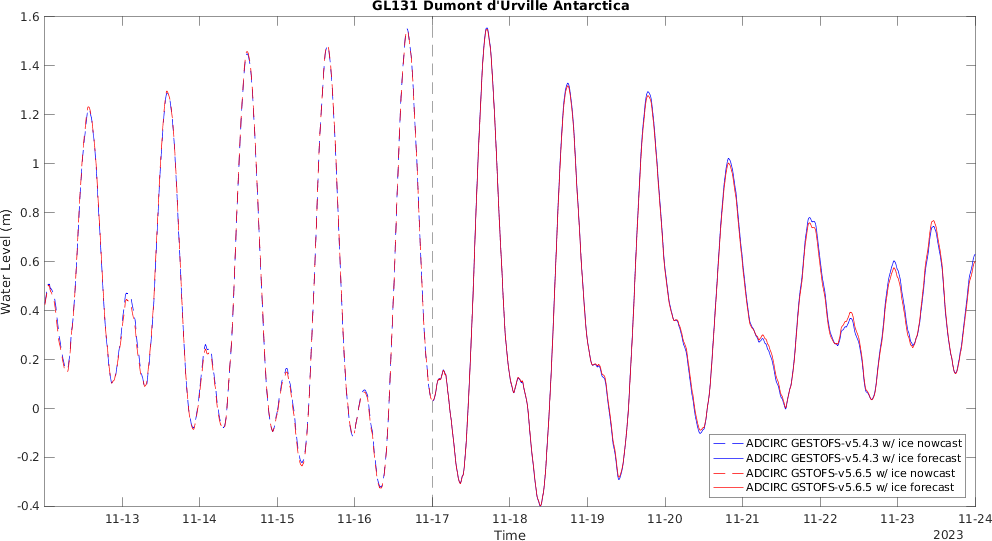 GL131 Dumont d'Urville Antarctica
1.6
1.4
1.2
1
0.8
0.6
0.4
0.2
0
-0.2
-0.4
Water Level (m)
ADCIRC GESTOFS-v5.4.3 w/ ice nowcast
ADCIRC GESTOFS-v5.4.3 w/ ice forecast
ADCIRC GSTOFS-v5.6.5 w/ ice nowcast
ADCIRC GSTOFS-v5.6.5 w/ ice forecast
11-13 11-14 11-15 11-16 11-17 11-18 11-19 11-20 11-21 11-22 11-23 11-24
Time
2023